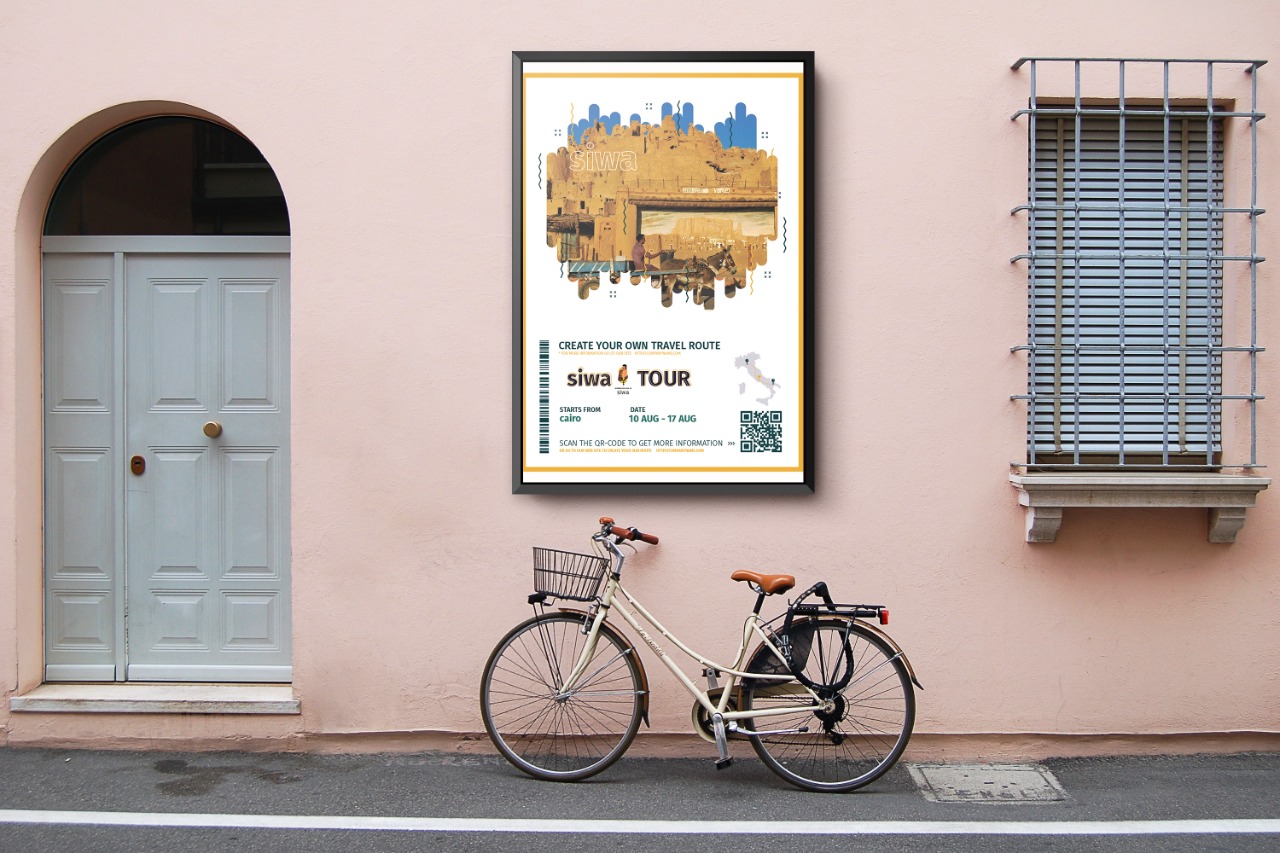 siwa
CREATE YOUR OWN TRAVEL ROUTE
siwa TOUR
siwa
STARTS FROM
cairo
DATE
10 AUG - 17 AUG
SCAN THE QR-CODE TO GET MORE INFORMATION »»